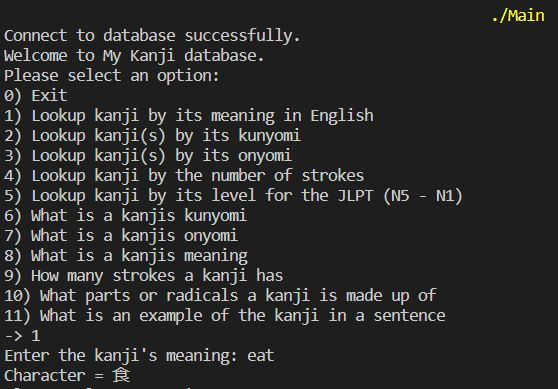 ./Main
Connect to database successfully.
Welcome to My Kanji database.
Please select an option:
0) Exit
1) Lookup kanji by its meaning in English
2) Lookup kanji(s) by its kunyomi
3) Lookup kanji(s) by its onyomi
4) Lookup kanji by the number of strokes
5) Lookup kanji by its level for the JLPT (N5 - N1)
6) What is a kanjis kunyomi
7) What is a kanjis onyomi
8) What is a kanjis meaning
9) How many strokes a kanji has
10) What parts or radicals a kanji is made up of
11) What is an example of the kanji in a sentence
-> 1
Enter the kanji's meaning: eat
Character = 食